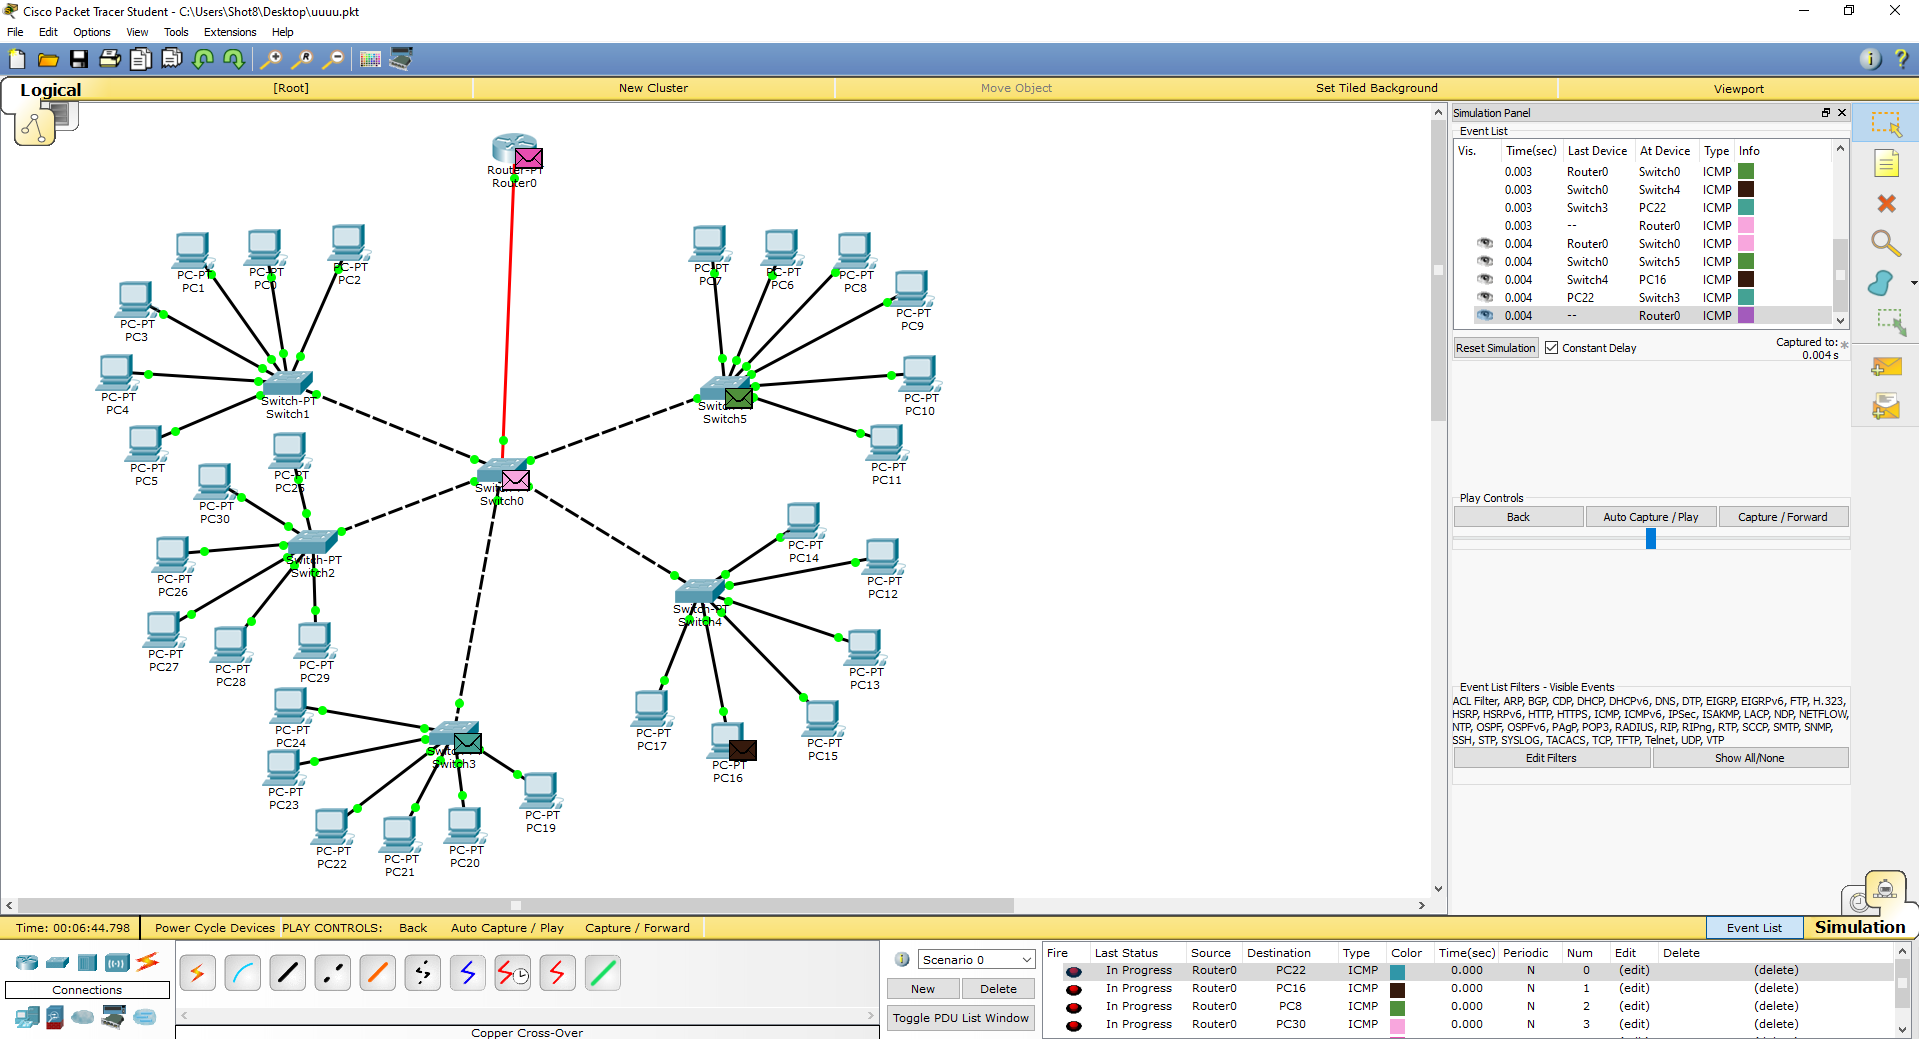 Cisco Packet Tracer Student - C:\Users\Shot8\Desktop\uuuu.pkt
File Edit Options View Tools Extensions Help
Logical [Root] New Cluster Move Object Set Tiled Background Viewport
Router-PT
Router0
PC-PT
PC1
PC-PT
PC0
PC-PT
PC2
PC-PT
PC3
PC-PT
PC4
PC-PT
PC5
Switch-PT
Switch1
PC-PT
PC7
PC-PT
PC6
PC-PT
PC8
PC-PT
PC9
PC-PT
PC10
PC-PT
PC11
Switch5
Switch0
PC-PT
PC25
PC-PT
PC30
PC-PT
PC26
PC-PT
PC27
PC-PT
PC28
PC-PT
PC29
Switch-PT
Switch2
PC-PT
PC14
PC-PT
PC12
PC-PT
PC13
PC-PT
PC15
PC-PT
PC16
PC-PT
PC17
Switch-PT
Switch4
Switch3
PC-PT
PC24
PC-PT
PC23
PC-PT
PC22
PC-PT
PC21
PC-PT
PC20
PC-PT
PC19
Simulation Panel
Event List
Vis. Time(sec) Last Device At Device Type Info
0.003 Router0 Switch0 ICMP
0.003 Switch0 Switch4 ICMP
0.003 Switch3 PC22 ICMP
0.003 -- Router0 ICMP
0.004 Router0 Switch0 ICMP
0.004 Switch0 Switch5 ICMP
0.004 Switch4 PC16 ICMP
0.004 PC22 Switch3 ICMP
0.004 -- Router0 ICMP
Reset Simulation Constant Delay Captured to: *
0.004 s
Play Controls
Back Auto Capture / Play Capture / Forward
Event List Filters - Visible Events
ACL Filter, ARP, BGP, CDP, DHCP, DHCPv6, DNS, DTP, EIGRP, EIGRPv6, FTP, H.323,
HSRP, HSRPv6, HTTP, HTTPS, ICMP, ICMPv6, IPSec, ISAKMP, LACP, NDP, NETFLOW,
NTP, OSPF, OSPFv6, PAgP, POP3, RADIUS, RIP, RIPng, RTP, SCCP, SMTP, SNMP,
SSH, STP, SYSLOG, TACACS, TCP, TFTP, Telnet, UDP, VTP
Edit Filters Show All/None
Time: 00:06:44.798 Power Cycle Devices PLAY CONTROLS: Back Auto Capture / Play Capture / Forward Event List Simulation
Connections
Copper Cross-Over
Scenario 0
New Delete
Toggle PDU List Window
Fire Last Status Source Destination Type Color Time(sec) Periodic Num Edit Delete
In Progress Router0 PC22 ICMP 0.000 N 0 (edit) (delete)
In Progress Router0 PC16 ICMP 0.000 N 1 (edit) (delete)
In Progress Router0 PC8 ICMP 0.000 N 2 (edit) (delete)
In Progress Router0 PC30 ICMP 0.000 N 3 (edit) (delete)